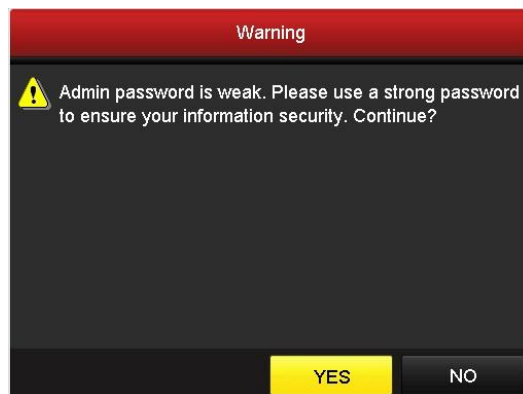 Warning
Admin password is weak. Please use a strong password
to ensure your information security. Continue?
YES
NO